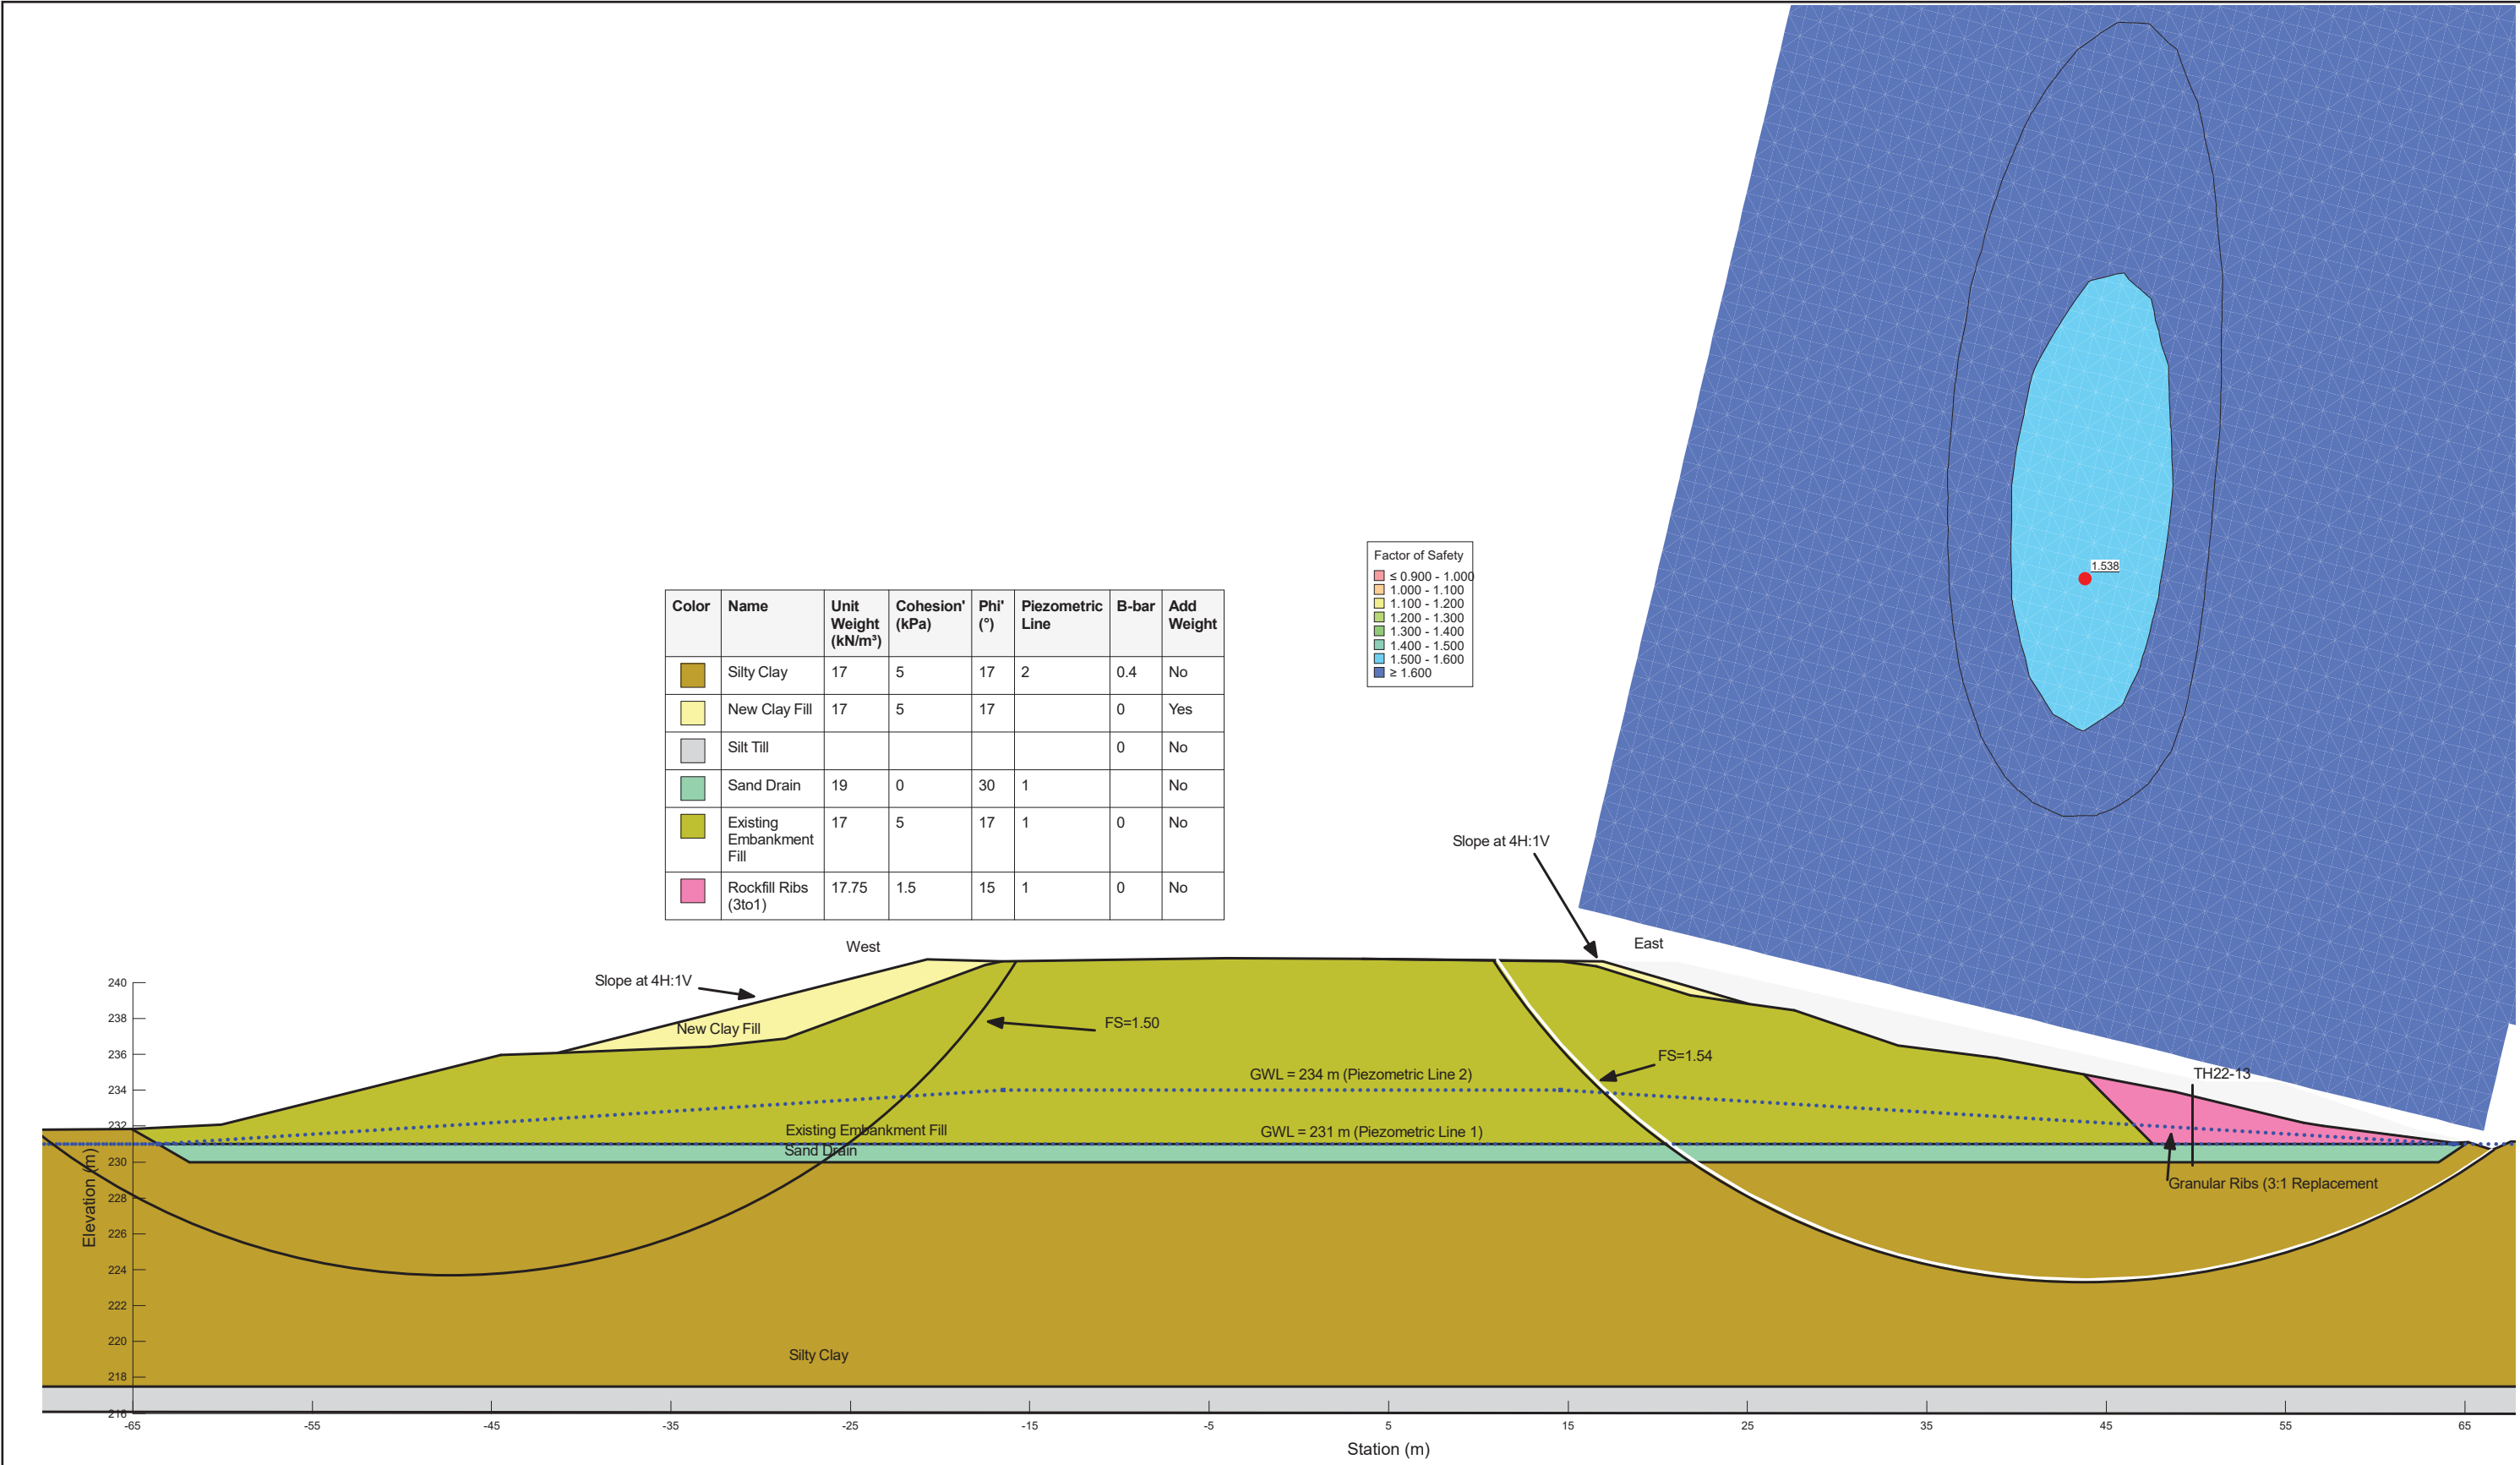 1.538
Factor of Safety
≤ 0.900 - 1.000
1.000 - 1.100
1.100 - 1.200
1.200 - 1.300
1.300 - 1.400
1.400 - 1.500
1.500 - 1.600
≥ 1.600
Color Name Unit Weight (kN/m³) Cohesion' (kPa) Phi' (°) Piezometric Line B-bar Add Weight
Silty Clay 17 5 17 2 0.4 No
New Clay Fill 17 5 17 0 Yes
Silt Till 0 No
Sand Drain 19 0 30 1 No
Existing Embankment Fill 17 5 17 1 0 No
Rockfill Ribs (3to1) 17.75 1.5 15 1 0 No
Slope at 4H:1V
West
East
Slope at 4H:1V
New Clay Fill
FS=1.50
FS=1.54
GWL = 234 m (Piezometric Line 2)
TH22-13
Existing Embankment Fill
GWL = 231 m (Piezometric Line 1)
Sand Drain
Granular Ribs (3:1 Replacement
Silty Clay
Elevation (m)
240
238
236
234
232
230
228
226
224
222
220
218
216
-65 -55 -45 -35 -25 -15 -5 5 15 25 35 45 55 65
Station (m)